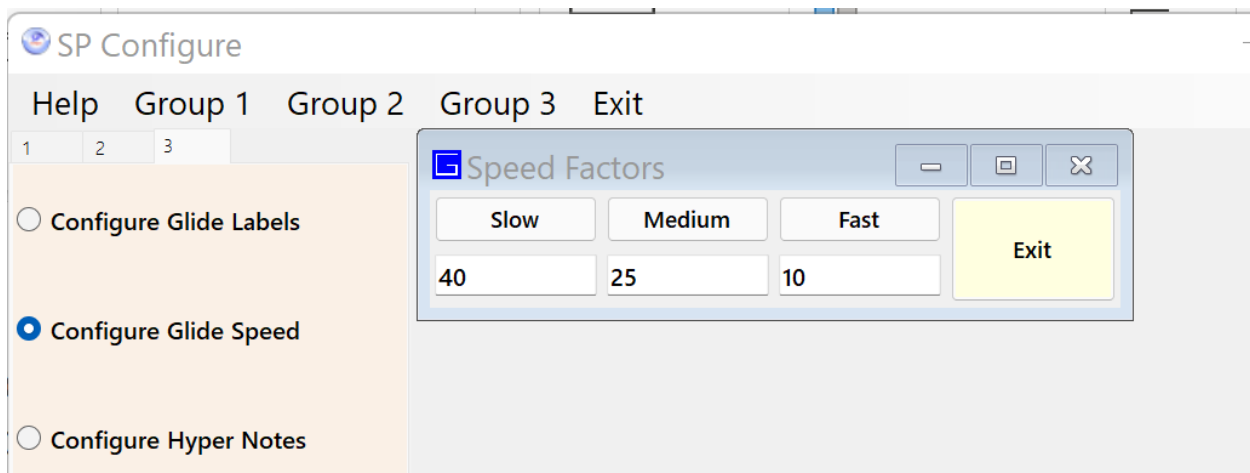 SP Configure
Help Group 1 Group 2 Group 3 Exit
1 2 3
Speed Factors
Slow Medium Fast Exit
40 25 10
Configure Glide Labels
Configure Glide Speed
Configure Hyper Notes